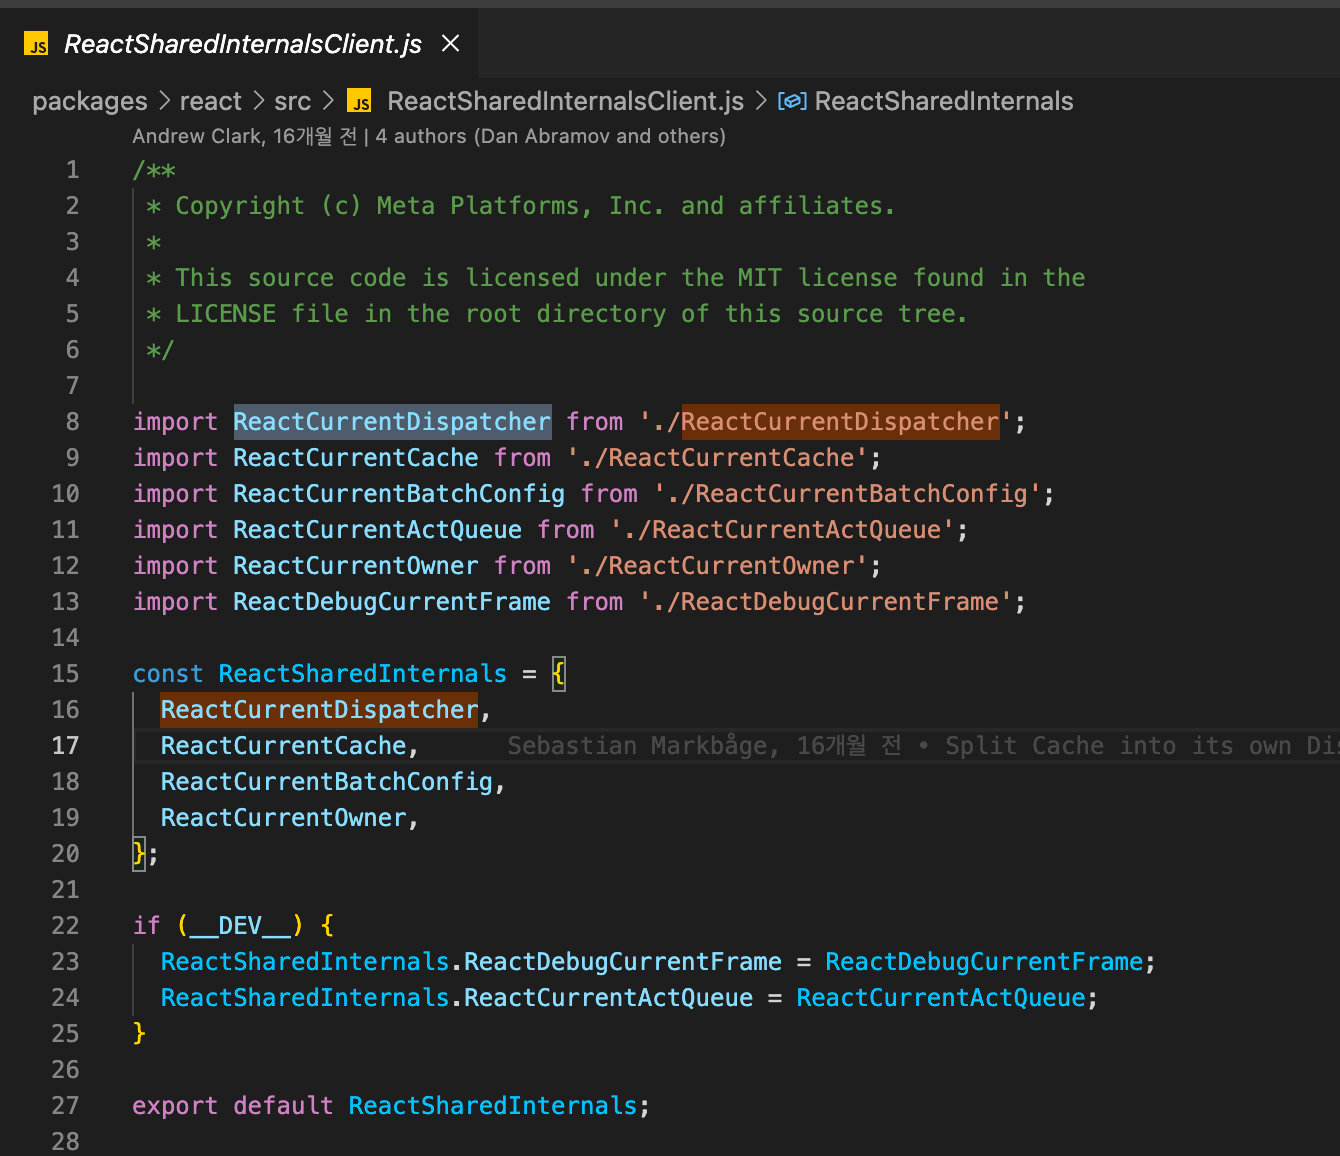 JS ReactSharedInternalsClient.js
packages > react > src > JS ReactSharedInternalsClient.js > ReactSharedInternals
Andrew Clark, 16개월 전 | 4 authors (Dan Abramov and others)
1 /**
2 * Copyright (c) Meta Platforms, Inc. and affiliates.
3 *
4 * This source code is licensed under the MIT license found in the
5 * LICENSE file in the root directory of this source tree.
6 */
7
8 import ReactCurrentDispatcher from './ReactCurrentDispatcher';
9 import ReactCurrentCache from './ReactCurrentCache';
10 import ReactCurrentBatchConfig from './ReactCurrentBatchConfig';
11 import ReactCurrentActQueue from './ReactCurrentActQueue';
12 import ReactCurrentOwner from './ReactCurrentOwner';
13 import ReactDebugCurrentFrame from './ReactDebugCurrentFrame';
14
15 const ReactSharedInternals = {
16 ReactCurrentDispatcher,
17 ReactCurrentCache, Sebastian Markbåge, 16개월 전 • Split Cache into its own
18 ReactCurrentBatchConfig,
19 ReactCurrentOwner,
20 };
21
22 if (__DEV__) {
23 ReactSharedInternals.ReactDebugCurrentFrame = ReactDebugCurrentFrame;
24 ReactSharedInternals.ReactCurrentActQueue = ReactCurrentActQueue;
25 }
26
27 export default ReactSharedInternals;
28